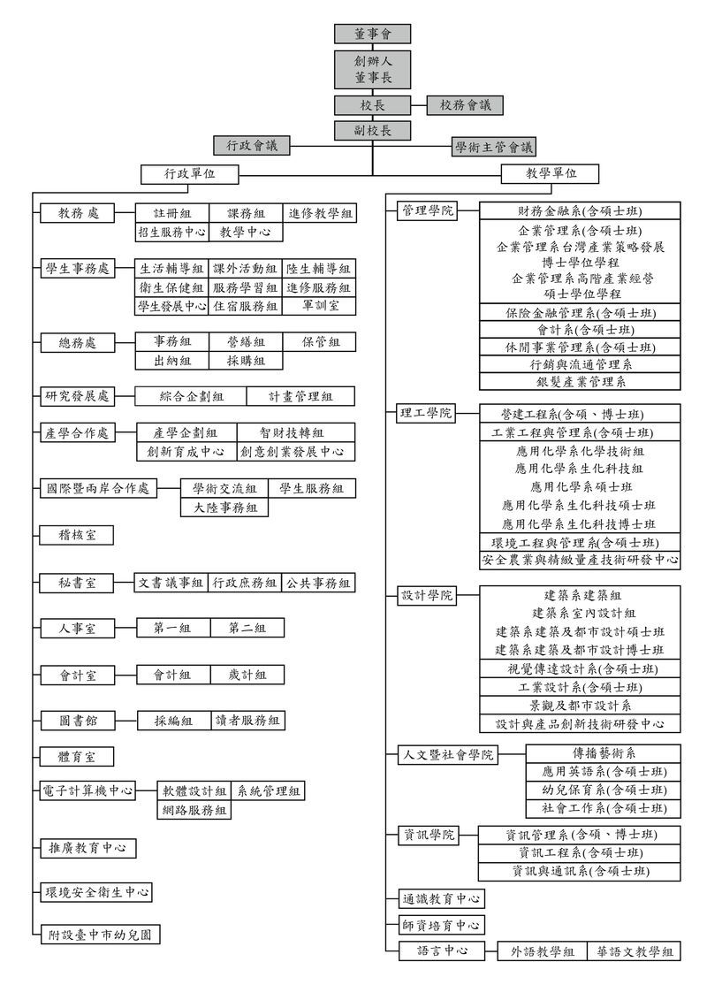 董事會
創辦人
董事長
校長
校務會議
副校長
行政會議
學術主管會議
行政單位
教務 處
註冊組
課務組
進修教學組
招生服務中心
教學中心
學生事務處
生活輔導組
課外活動組
陸生輔導組
衛生保健組
服務學習組
進修服務組
學生發展中心
住宿服務組
軍訓室
總務處
事務組
營繕組
保管組
出納組
採購組
研究發展處
綜合企劃組
計畫管理組
產學合作處
產學企劃組
智財技轉組
創新育成中心
創意創業發展中心
國際暨兩岸合作處
學術交流組
學生服務組
大陸事務組
稽核室
秘書室
文書議事組
行政庶務組
公共事務組
人事室
第一組
第二組
會計室
會計組
歲計組
圖書館
採編組
讀者服務組
體育室
電子計算機中心
軟體設計組
系統管理組
網路服務組
推廣教育中心
環境安全衛生中心
附設臺中市幼兒園
教學單位
管理學院
財務金融系(含碩士班)
企業管理系(含碩士班)
企業管理系台灣產業策略發展
博士學位學程
企業管理系高階產業經營
碩士學位學程
保險金融管理系(含碩士班)
會計系(含碩士班)
休閒事業管理系(含碩士班)
行銷與流通管理系
銀髮產業管理系
理工學院
營建工程系(含碩、博士班)
工業工程與管理系(含碩士班)
應用化學系化學技術組
應用化學系生化科技組
應用化學系碩士班
應用化學系生化科技碩士班
應用化學系生化科技博士班
環境工程與管理系(含碩士班)
安全農業與精緻量產技術研發中心
設計學院
建築系建築組
建築系室內設計組
建築系建築及都市設計碩士班
建築系建築及都市設計博士班
視覺傳達設計系(含碩士班)
工業設計系(含碩士班)
景觀及都市設計系
設計與產品創新技術研發中心
人文暨社會學院
傳播藝術系
應用英語系(含碩士班)
幼兒保育系(含碩士班)
社會工作系(含碩士班)
資訊學院
資訊管理系(含碩、博士班)
資訊工程系(含碩士班)
資訊與通訊系(含碩士班)
通識教育中心
師資培育中心
語言中心
外語教學組
華語文教學組